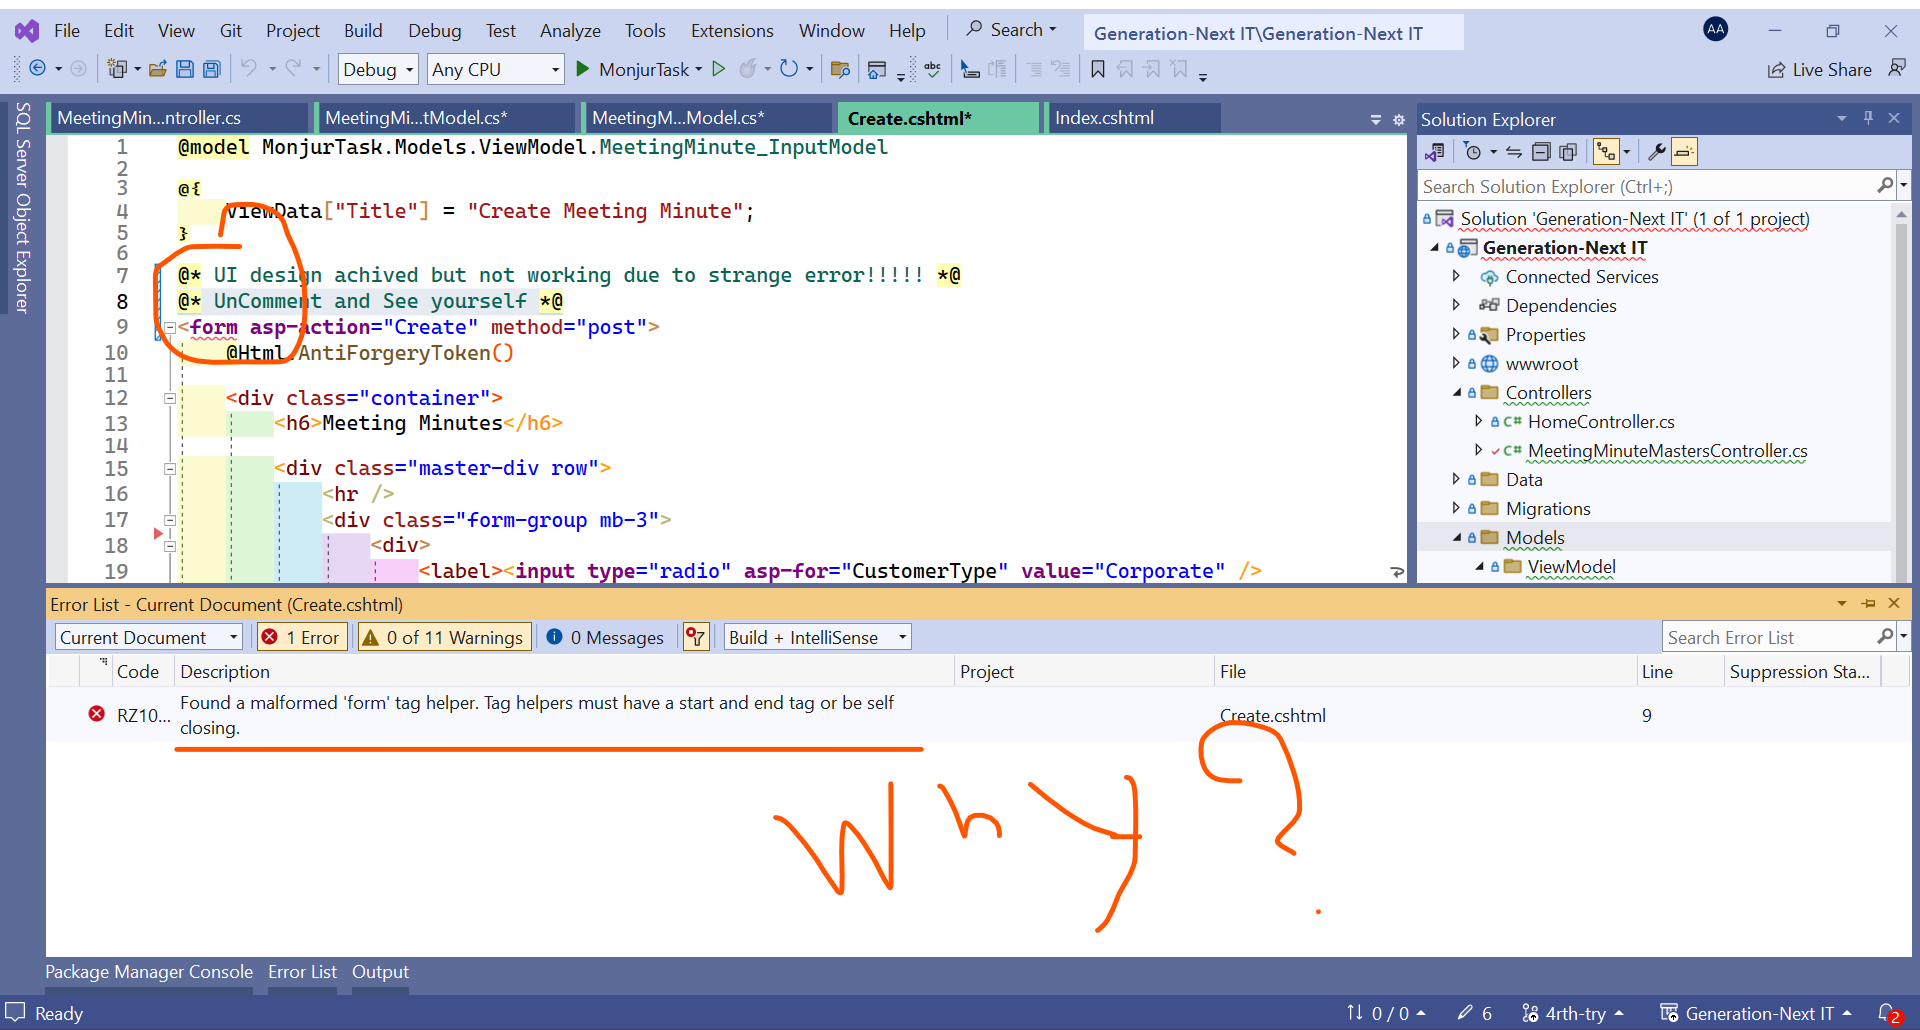 File Edit View Git Project Build Debug Test Analyze Tools Extensions Window Help Search Generation-Next IT\Generation-Next IT AA
Debug Any CPU MonjurTask abc Live Share
SQL Server Object Explorer
MeetingMin...ntroller.cs MeetingMi...tModel.cs* MeetingM...Model.cs* Create.cshtml* Index.cshtml
1 @model MonjurTask.Models.ViewModel.MeetingMinute_InputModel
2
3 @{
4 ViewData["Title"] = "Create Meeting Minute";
5 }
6
7 @* UI design achived but not working due to strange error!!!!! *@
8 @* UnComment and See yourself *@
9 <form asp-action="Create" method="post">
10 @Html.AntiForgeryToken()
11
12 <div class="container">
13 <h6>Meeting Minutes</h6>
14
15 <div class="master-div row">
16 <hr />
17 <div class="form-group mb-3">
18 <div>
19 <label><input type="radio" asp-for="CustomerType" value="Corporate" />
Solution Explorer
Search Solution Explorer (Ctrl+;)
Solution 'Generation-Next IT' (1 of 1 project)
Generation-Next IT
Connected Services
Dependencies
Properties
wwwroot
Controllers
C# HomeController.cs
C# MeetingMinuteMastersController.cs
Data
Migrations
Models
ViewModel
Error List - Current Document (Create.cshtml)
Current Document 1 Error 0 of 11 Warnings 0 Messages Build + IntelliSense Search Error List
Code Description Project File Line Suppression Sta...
RZ10... Found a malformed 'form' tag helper. Tag helpers must have a start and end tag or be self closing. Create.cshtml 9
Why?
Package Manager Console Error List Output
Ready 0 / 0 6 4rth-try Generation-Next IT 2